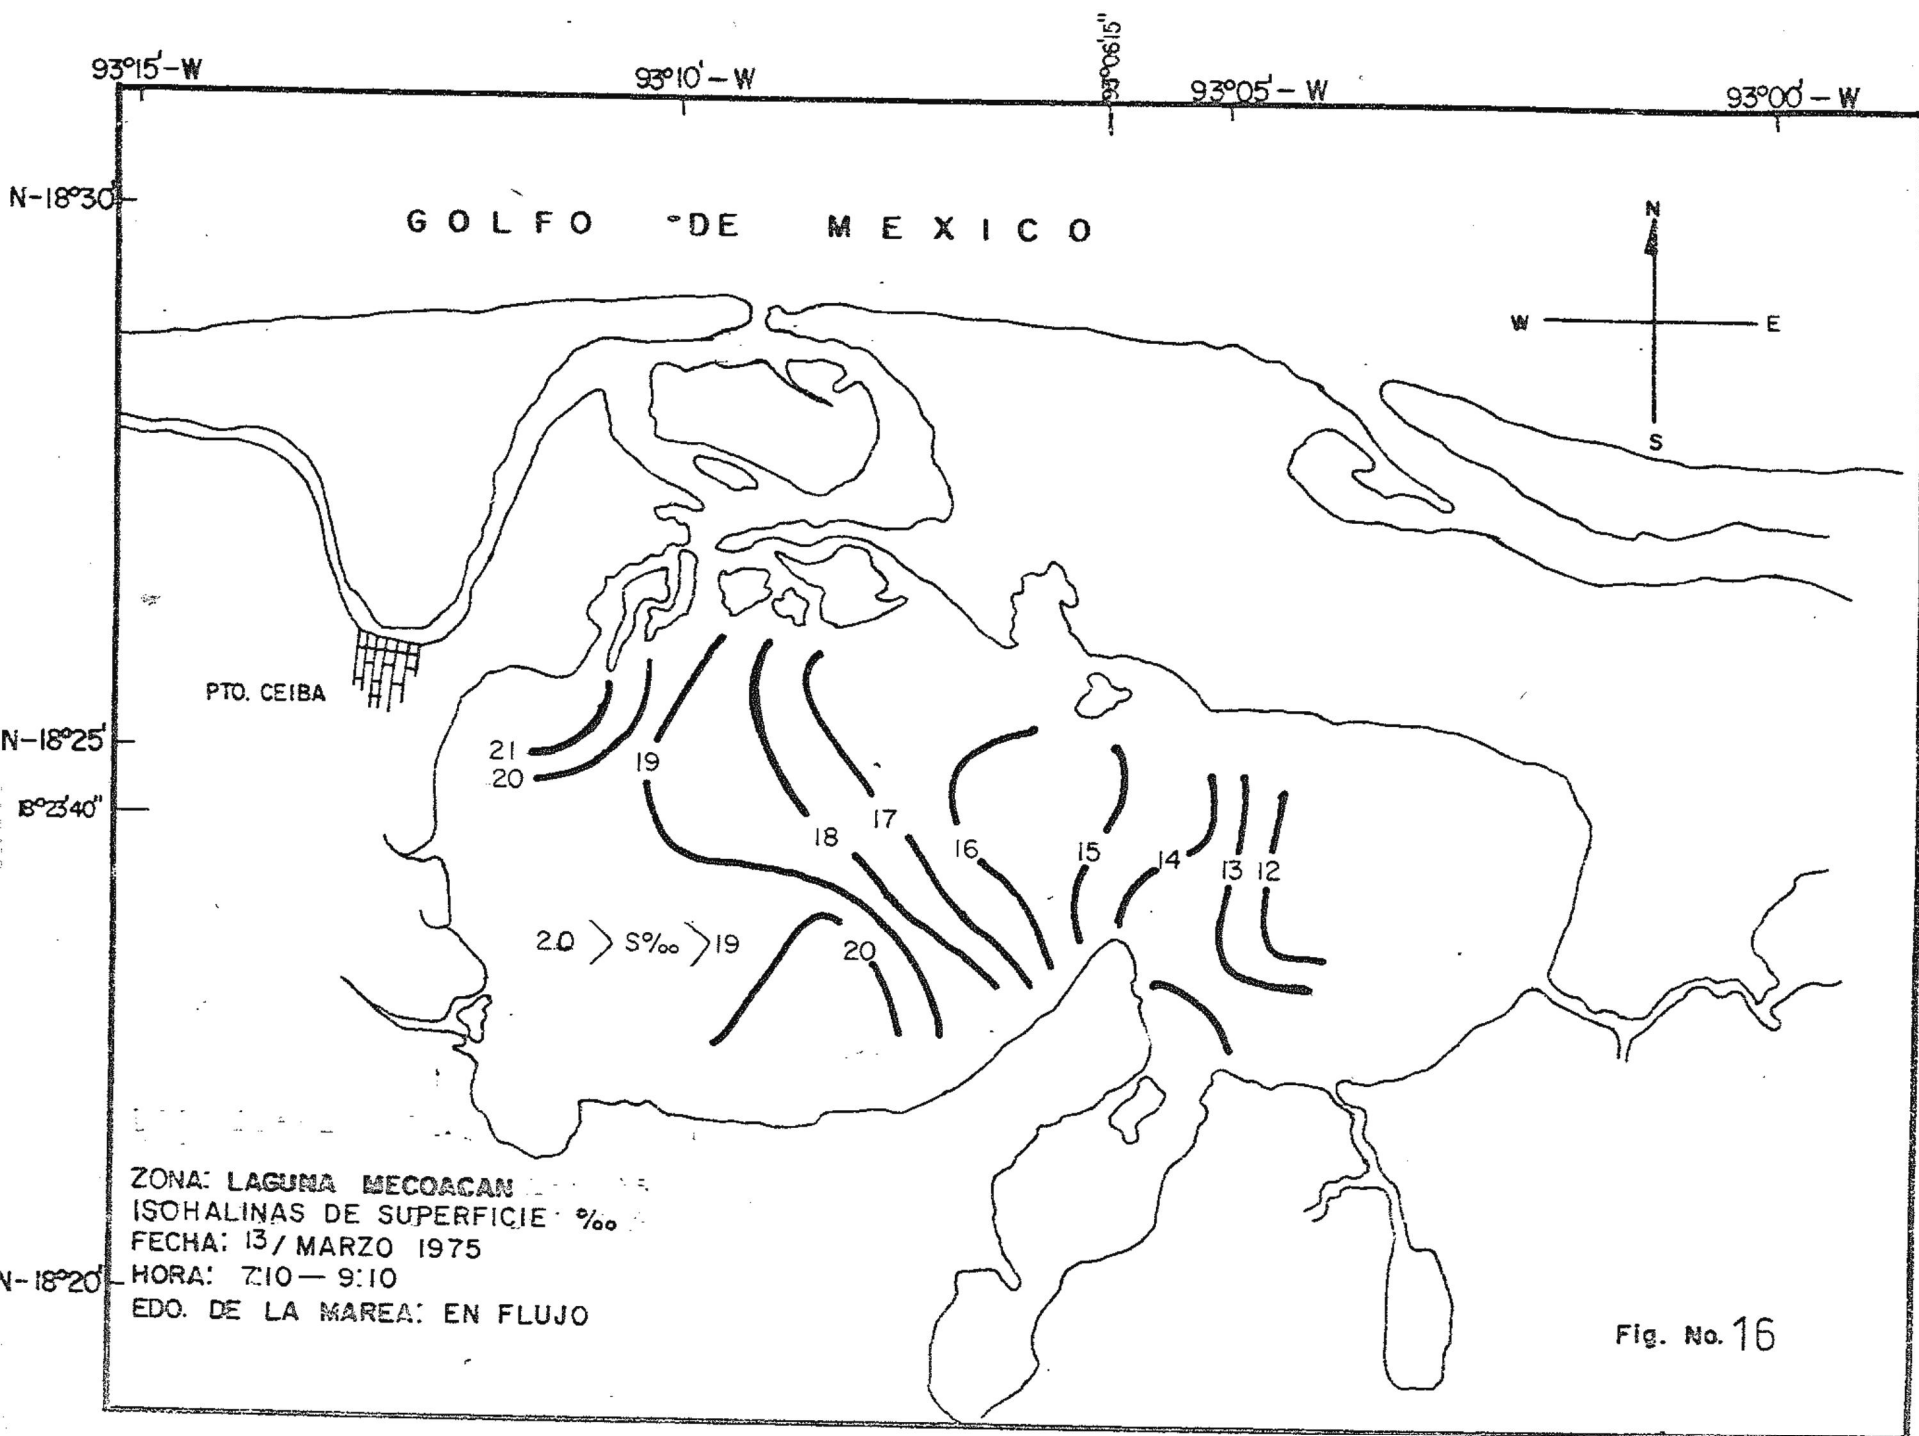 93°06'15"
93°15'-W
93°10'-W
93°05'-W
93°00'-W
N-18°30'
GOLFO DE MEXICO
N
W
E
S
PTO. CEIBA
N-18°25'
21
20
19
18°23'40"
18
17
16
15
14
13
12
20 > S‰ > 19
20
ZONA: LAGUNA MECOACAN
ISOHALINAS DE SUPERFICIE ‰
FECHA: 13/MARZO 1975
N-18°20'
HORA: 7:10 — 9:10
EDO. DE LA MAREA: EN FLUJO
Fig. No. 16